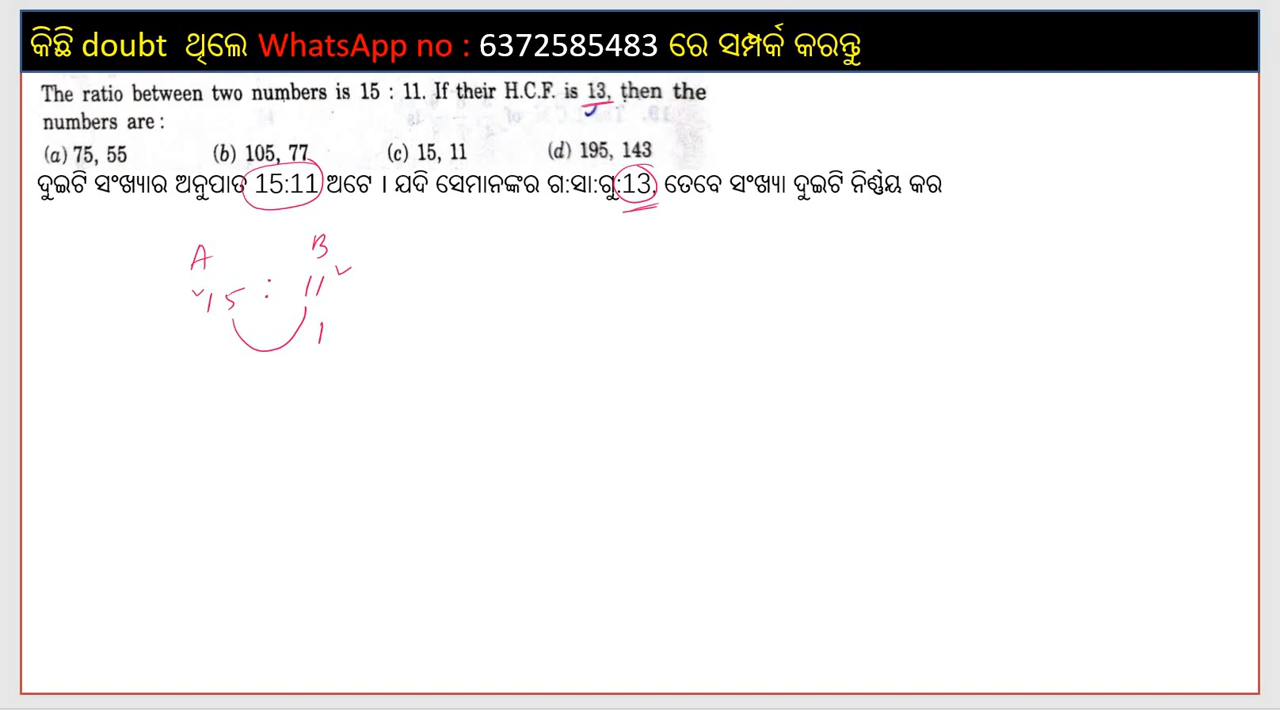 କିଛି doubt ଥିଲେ WhatsApp no : 6372585483 ରେ ସମ୍ପର୍କ କରନ୍ତୁ
The ratio between two numbers is 15 : 11. If their H.C.F. is 13, then the
numbers are :
(a) 75, 55 (b) 105, 77 (c) 15, 11 (d) 195, 143
ଦୁଇଟି ସଂଖ୍ୟାର ଅନୁପାତ 15:11 ଅଟେ । ଯଦି ସେମାନଙ୍କର ଗ:ସା:ଗୁ:13, ତେବେ ସଂଖ୍ୟା ଦୁଇଟି ନିର୍ଣ୍ଣୟ କର
A B
15 : 11
1